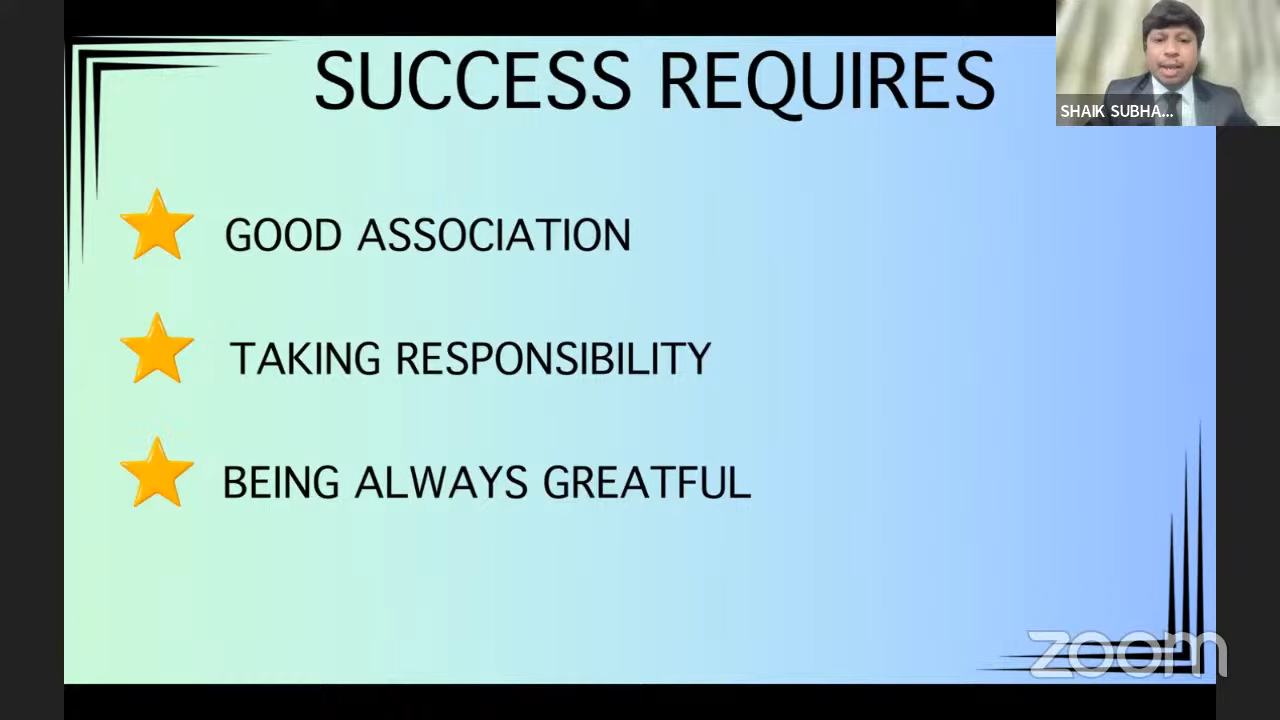 SUCCESS REQUIRES
SHAIK SUBHA...
GOOD ASSOCIATION
TAKING RESPONSIBILITY
BEING ALWAYS GREATFUL
zoom